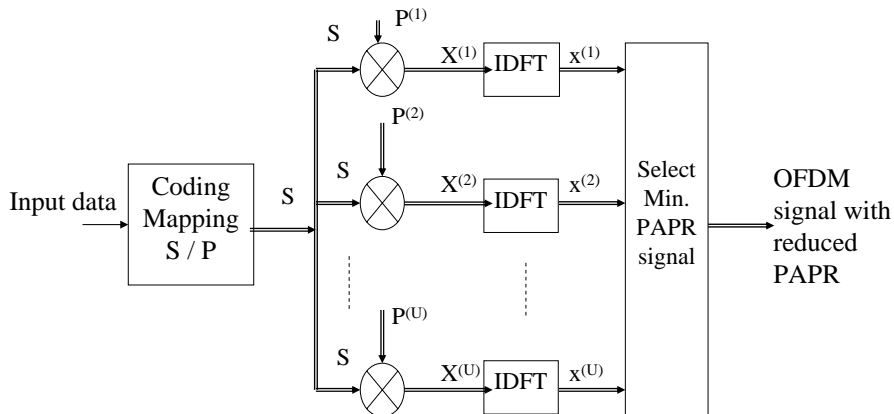 P(1)
S
X(1)
IDFT
x(1)
P(2)
S
X(2)
IDFT
x(2)
Input data
Coding
Mapping
S / P
S
Select
Min.
PAPR
signal
OFDM
signal with
reduced
PAPR
P(U)
S
X(U)
IDFT
x(U)